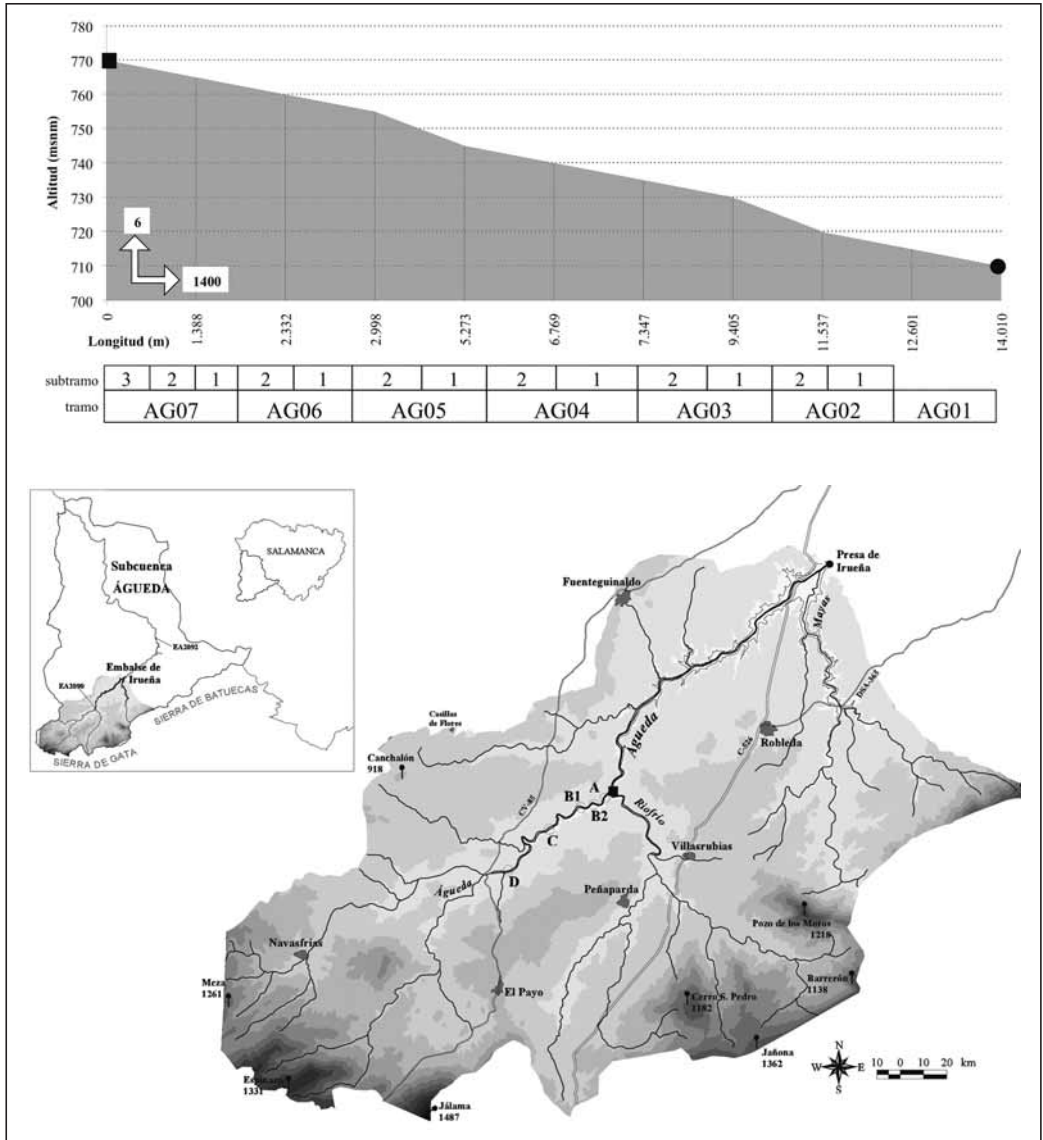 780
770
760
750
740
730
720
710
700
Altitud (msnm)
6
1400
Longitud (m)
0
1.388
2.332
2.9998
5.273
6.769
7.347
9.405
11.537
12.601
14.010
subtramo 3 2 1 2 1 2 1 2 1 2 1 2 1
tramo AG07 AG06 AG05 AG04 AG03 AG02 AG01
Subcuenca
ÁGUEDA
SALAMANCA
EA2092
Embalse de
Irueña
EA2090
SIERRA DE BATUECAS
SIERRA DE GATA
Presa de
Irueña
Fuenteguinaldo
Mayas
DSA-363
Casillas
de Flores
Águeda
Robleda
C-526
Canchalón
918
CV-85
A
B1
B2
Riofrío
C
Villasrubias
D
Águeda
Peñaparda
Pozo de los Moros
1218
Navasfrías
Meza
1261
El Payo
Cerro S. Pedro
1182
Barrerón
1138
Jañona
1362
1331
Jálama
1487
N
W E
S
10 0 10 20 km